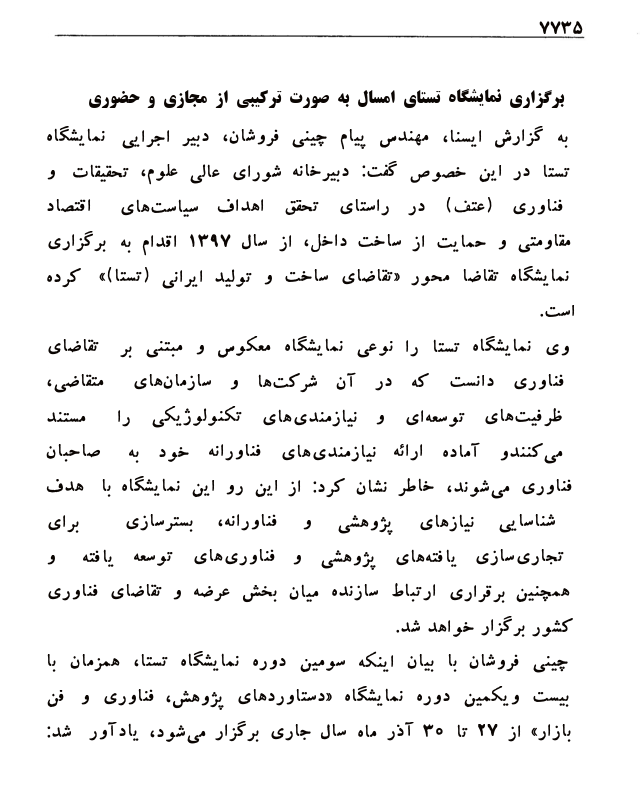 ۷۷۳۵
برگزاری نمایشگاه تستای امسال به صورت ترکیبی از مجازی و حضوری
به گزارش ایسنا، مهندس پیام چینی فروشان، دبیر اجرایی نمایشگاه
تستا در این خصوص گفت: دبیرخانه شورای عالی علوم، تحقیقات و
فناوری (عتف) در راستای تحقق اهداف سیاست‌های اقتصاد
مقاومتی و حمایت از ساخت داخل، از سال ۱۳۹۷ اقدام به برگزاری
نمایشگاه تقاضا محور «تقاضای ساخت و تولید ایرانی (تستا)» کرده
است.
وی نمایشگاه تستا را نوعی نمایشگاه معکوس و مبتنی بر تقاضای
فناوری دانست که در آن شرکت‌ها و سازمان‌های متقاضی،
ظرفیت‌های توسعه‌ای و نیازمندی‌های تکنولوژیکی را مستند
می‌کنندو آماده ارائه نیازمندی‌های فناورانه خود به صاحبان
فناوری می‌شوند، خاطر نشان کرد: از این رو این نمایشگاه با هدف
شناسایی نیازهای پژوهشی و فناورانه، بسترسازی برای
تجاری‌سازی یافته‌های پژوهشی و فناوری‌های توسعه یافته و
همچنین برقراری ارتباط سازنده میان بخش عرضه و تقاضای فناوری
کشور برگزار خواهد شد.
چینی فروشان با بیان اینکه سومین دوره نمایشگاه تستا، همزمان با
بیست ویکمین دوره نمایشگاه «دستاوردهای پژوهش، فناوری و فن
بازار» از ۲۷ تا ۳۰ آذر ماه سال جاری برگزار می‌شود، یادآور شد: